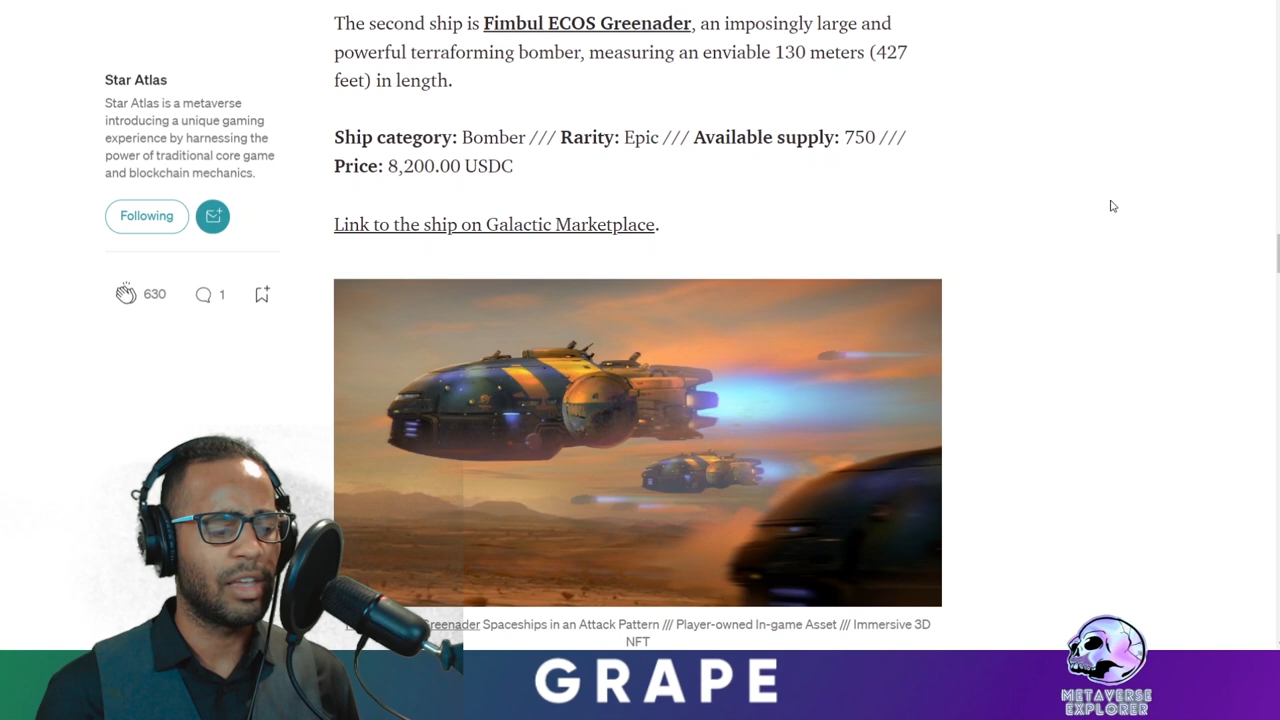 The second ship is Fimbul ECOS Greenader, an imposingly large and
powerful terraforming bomber, measuring an enviable 130 meters (427
feet) in length.
Star Atlas
Star Atlas is a metaverse
introducing a unique gaming
experience by harnessing the
power of traditional core game
and blockchain mechanics.
Following
630
1
Ship category: Bomber /// Rarity: Epic /// Available supply: 750 ///
Price: 8,200.00 USDC
Link to the ship on Galactic Marketplace.
Greenader Spaceships in an Attack Pattern /// Player-owned In-game Asset /// Immersive 3D
NFT
GRAPE
METAVERSE
EXPLORER